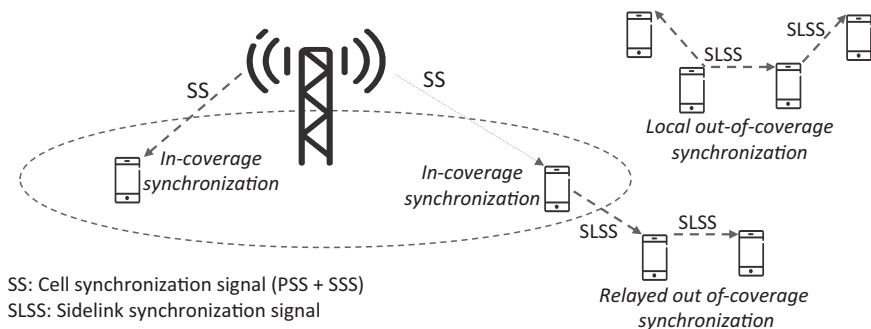 SLSS
SLSS
Local out-of-coverage
synchronization
SS
SS
In-coverage
synchronization
In-coverage
synchronization
SLSS
SLSS
Relayed out of-coverage
synchronization
SS: Cell synchronization signal (PSS + SSS)
SLSS: Sidelink synchronization signal